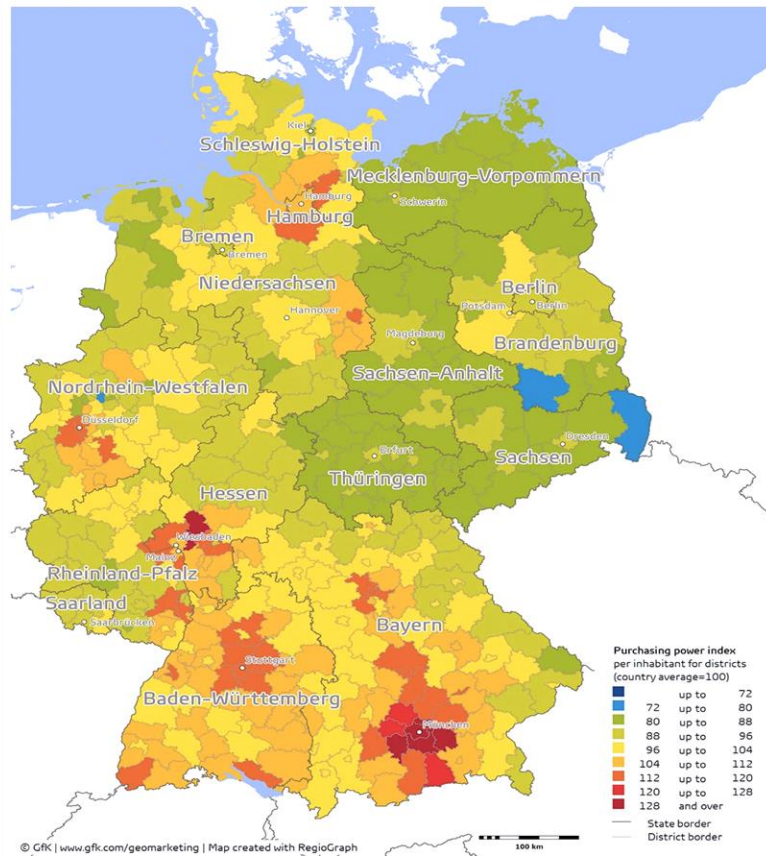 Kiel
Schleswig-Holstein
Mecklenburg-Vorpommern
Schwerin
Hamburg
Hamburg
Bremen
Bremen
Niedersachsen
Hannover
Berlin
Potsdam
Berlin
Magdeburg
Brandenburg
Sachsen-Anhalt
Nordrhein-Westfalen
Düsseldorf
Dresden
Erfurt
Sachsen
Thüringen
Hessen
Wiesbaden
Mainz
Rheinland-Pfalz
Saarland
Saarbrücken
Bayern
Stuttgart
Baden-Württemberg
München
Purchasing power index
per inhabitant for districts
(country average=100)
up to 72
72 up to 80
80 up to 88
88 up to 96
96 up to 104
104 up to 112
112 up to 120
120 up to 128
128 and over
State border
District border
100 km
© GfK | www.gfk.com/geomarketing | Map created with RegioGraph